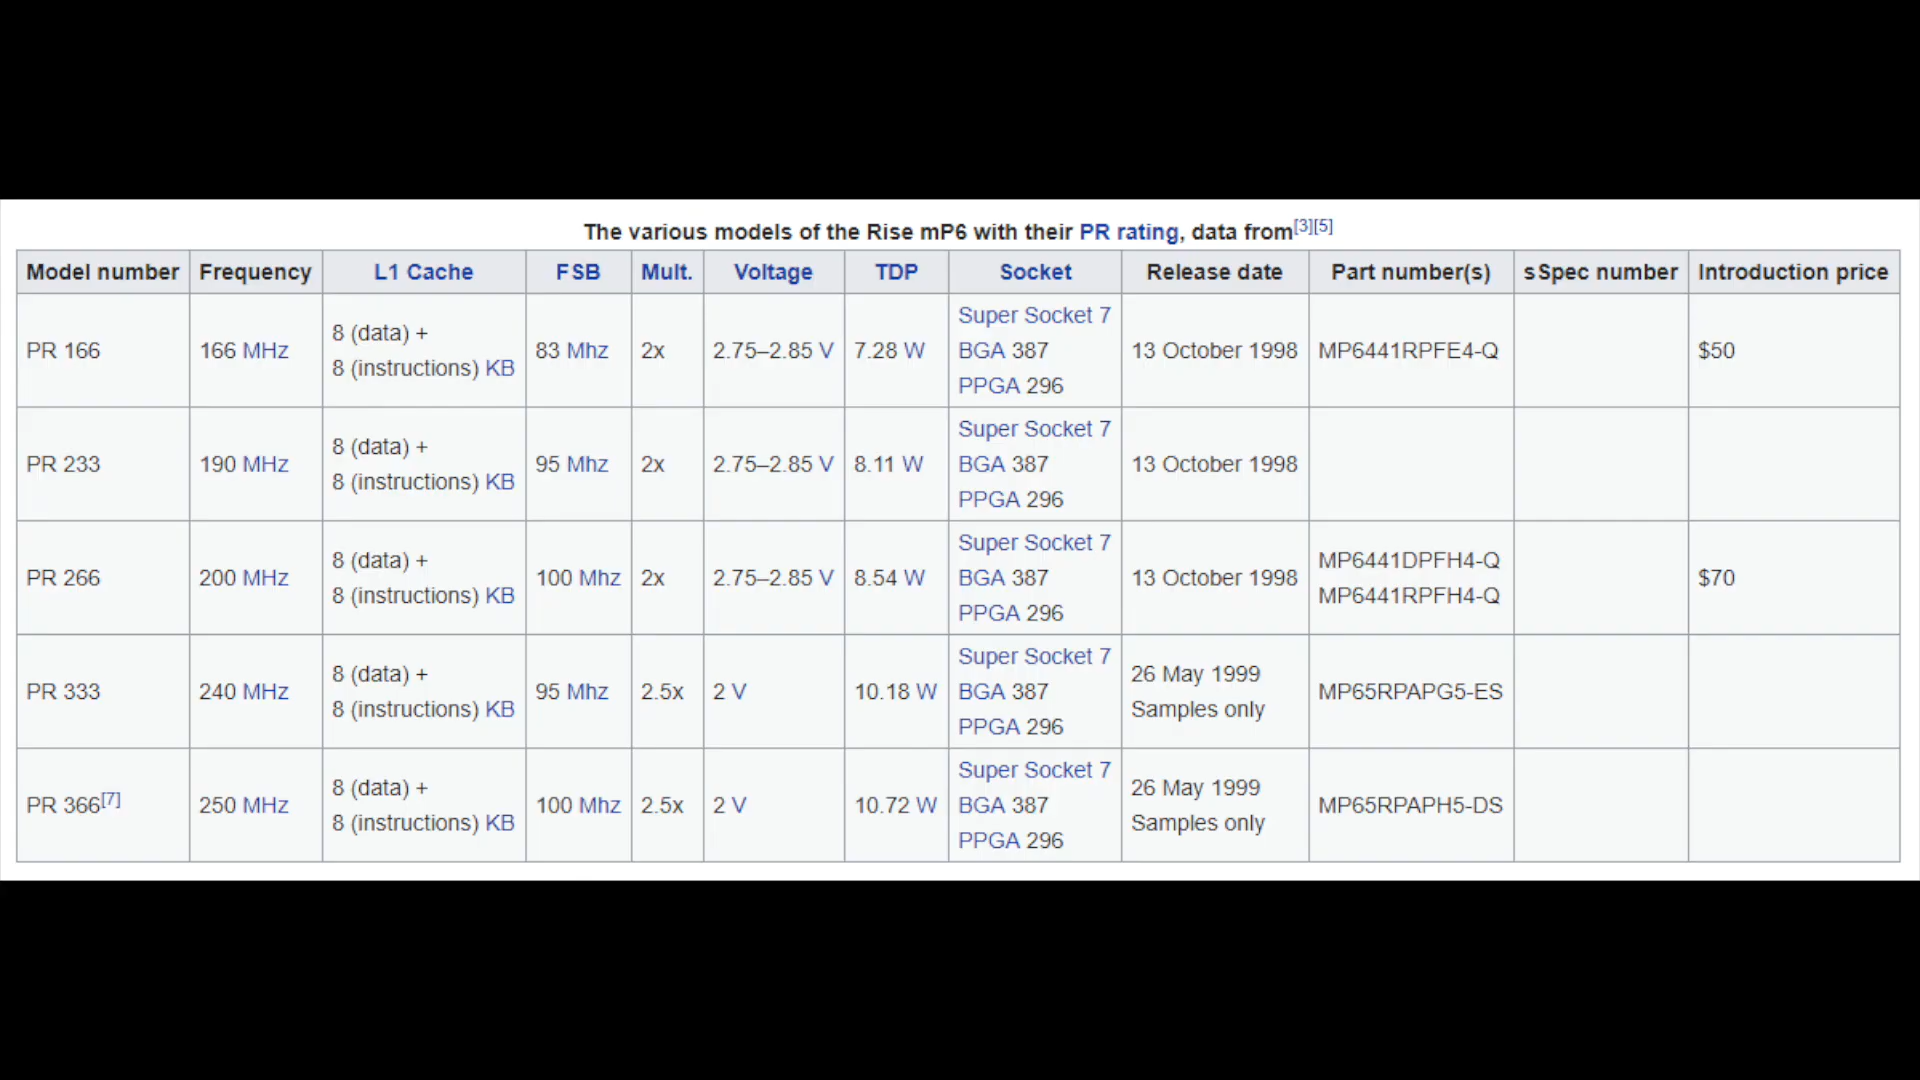 The various models of the Rise mP6 with their PR rating, data from[3][5]
Model number Frequency L1 Cache FSB Mult. Voltage TDP Socket Release date Part number(s) sSpec number Introduction price
PR 166 166 MHz 8 (data) + 8 (instructions) KB 83 Mhz 2x 2.75–2.85 V 7.28 W Super Socket 7 BGA 387 PPGA 296 13 October 1998 MP6441RPFE4-Q $50
PR 233 190 MHz 8 (data) + 8 (instructions) KB 95 Mhz 2x 2.75–2.85 V 8.11 W Super Socket 7 BGA 387 PPGA 296 13 October 1998
PR 266 200 MHz 8 (data) + 8 (instructions) KB 100 Mhz 2x 2.75–2.85 V 8.54 W Super Socket 7 BGA 387 PPGA 296 13 October 1998 MP6441DPFH4-Q MP6441RPFH4-Q $70
PR 333 240 MHz 8 (data) + 8 (instructions) KB 95 Mhz 2.5x 2 V 10.18 W Super Socket 7 BGA 387 PPGA 296 26 May 1999 Samples only MP65RPAPG5-ES
PR 366[7] 250 MHz 8 (data) + 8 (instructions) KB 100 Mhz 2.5x 2 V 10.72 W Super Socket 7 BGA 387 PPGA 296 26 May 1999 Samples only MP65RPAPH5-DS